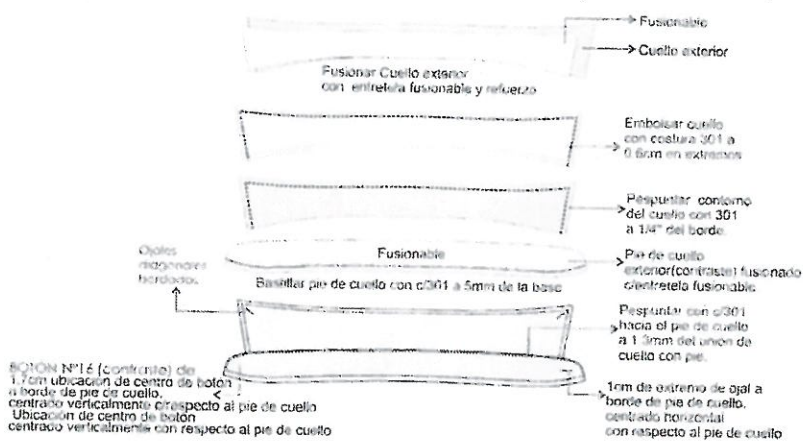 Fusionable
Cuello exterior
Fusionar Cuello exterior
con entretela fusionable y refuerzo
Embolsar cuello
con costura 301 a
0.6cm en extremos
Pespuntar contorno
del cuello con 301
a 1/4" del borde.
Ojales
diagonales
bordados.
Fusionable
Pie de cuello
exterior(contraste) fusionado
c/entretela fusionable
Bastillar pie de cuello con c/301 a 5mm de la base
Pespuntar con c/301
hacia el pie de cuello
a 1.3mm del union de
cuello con pie.
BOTON N°16 (contraste) de
1.7cm ubicación de centro de botón
a borde de pie de cuello.
centrado verticalmente c/respecto al pie de cuello
Ubicación de centro de botón
centrado verticalmente con respecto al pie de cuello
1cm de extremo de ojal a
borde de pie de cuello.
centrado horizontal
con respecto al pie de cuello